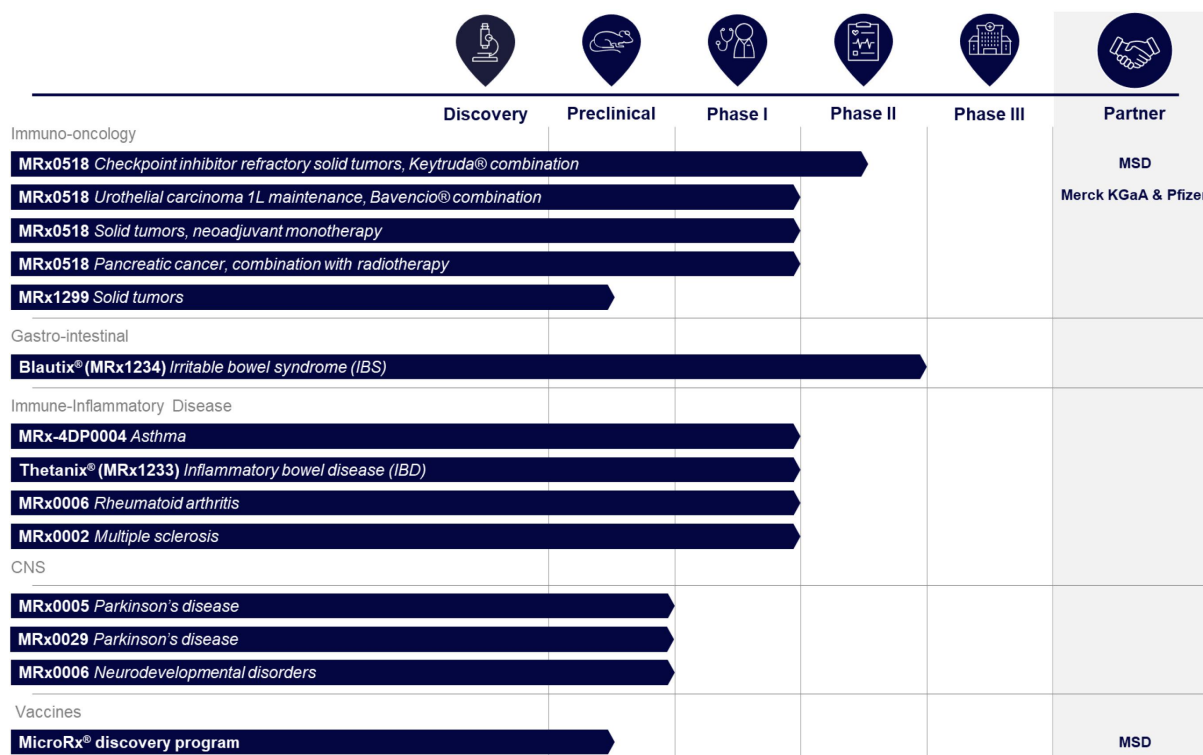 Discovery Preclinical Phase I Phase II Phase III Partner
Immuno-oncology
MRx0518 Checkpoint inhibitor refractory solid tumors, Keytruda® combination MSD
MRx0518 Urothelial carcinoma 1L maintenance, Bavencio® combination Merck KGaA & Pfizer
MRx0518 Solid tumors, neoadjuvant monotherapy
MRx0518 Pancreatic cancer, combination with radiotherapy
MRx1299 Solid tumors
Gastro-intestinal
Blautix® (MRx1234) Irritable bowel syndrome (IBS)
Immune-Inflammatory Disease
MRx-4DP0004 Asthma
Thetanix® (MRx1233) Inflammatory bowel disease (IBD)
MRx0006 Rheumatoid arthritis
MRx0002 Multiple sclerosis
CNS
MRx0005 Parkinson's disease
MRx0029 Parkinson's disease
MRx0006 Neurodevelopmental disorders
Vaccines
MicroRx® discovery program MSD